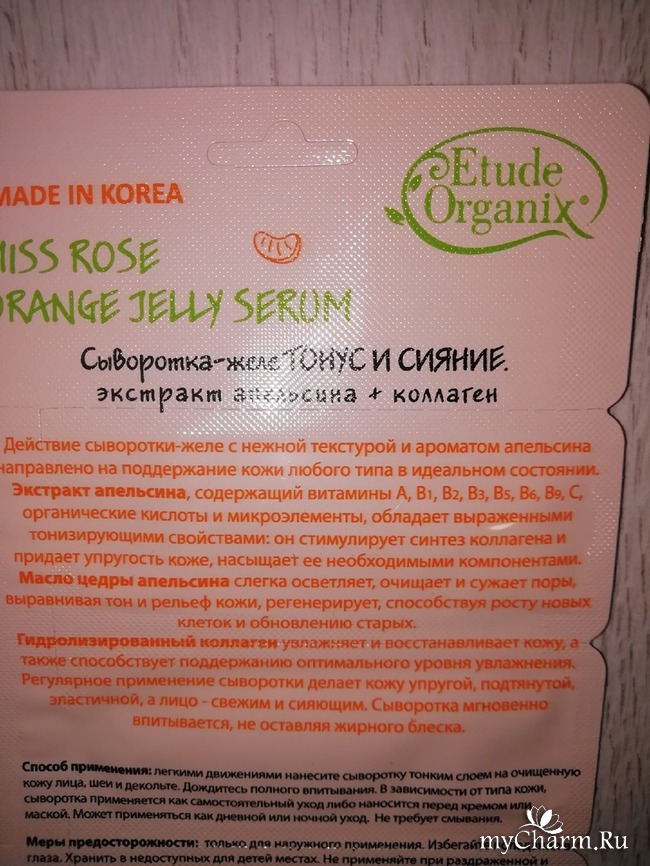 Etude
Organix®
MADE IN KOREA
MISS ROSE
ORANGE JELLY SERUM
Сыворотка-желе ТОНУС И СИЯНИЕ.
экстракт апельсина + коллаген
Действие сыворотки-желе с нежной текстурой и ароматом апельсина
направлено на поддержание кожи любого типа в идеальном состоянии.
Экстракт апельсина, содержащий витамины А, B1, B2, B3, B5, B6, B9, C,
органические кислоты и микроэлементы, обладает выраженными
тонизирующими свойствами: он стимулирует синтез коллагена и
придает упругость коже, насыщает ее необходимыми компонентами.
Масло цедры апельсина слегка осветляет, очищает и сужает поры,
выравнивая тон и рельеф кожи, регенерирует, способствуя росту новых
клеток и обновлению старых.
Гидролизированный коллаген увлажняет и восстанавливает кожу, а
также способствует поддержанию оптимального уровня увлажнения.
Регулярное применение сыворотки делает кожу упругой, подтянутой,
эластичной, а лицо - свежим и сияющим. Сыворотка мгновенно
впитывается, не оставляя жирного блеска.
Способ применения: легкими движениями нанесите сыворотку тонким слоем на очищенную
кожу лица, шеи и декольте. Дождитесь полного впитывания. В зависимости от типа кожи,
сыворотка применяется как самостоятельный уход либо наносится перед кремом или
маской. Может применяться как дневной или ночной уход. Не требует смывания.
Меры предосторожности: только для наружного применения. Избегайте
глаза. Хранить в недоступных для детей местах. Не применяйте при раздраженной и
myCharm.Ru